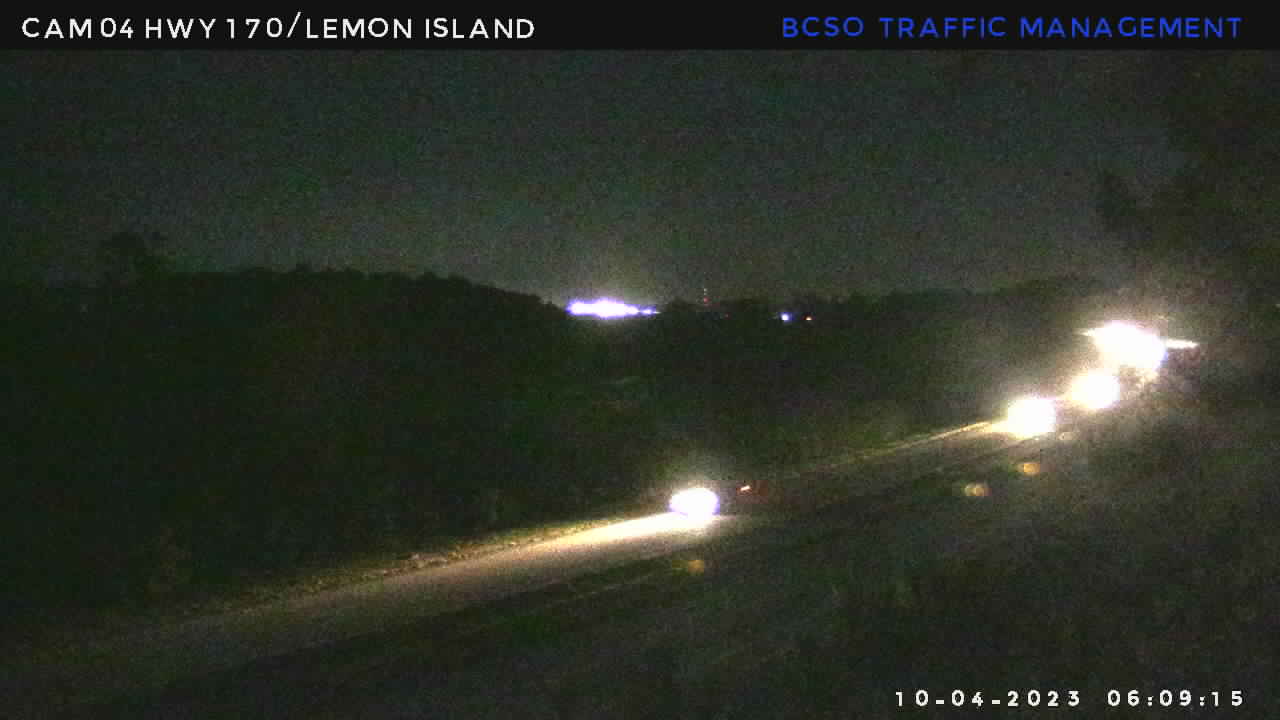 CAM04 HWY 170/LEMON ISLAND
BCSO TRAFFIC MANAGEMENT
10-04-2023 06:09:15